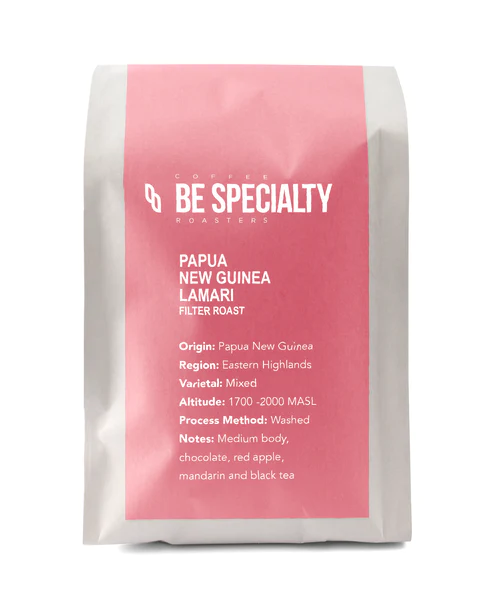 COFFEE
BE SPECIALTY
ROASTERS
PAPUA
NEW GUINEA
LAMARI
FILTER ROAST
Origin: Papua New Guinea
Region: Eastern Highlands
Varietal: Mixed
Altitude: 1700 -2000 MASL
Process Method: Washed
Notes: Medium body,
chocolate, red apple,
mandarin and black tea